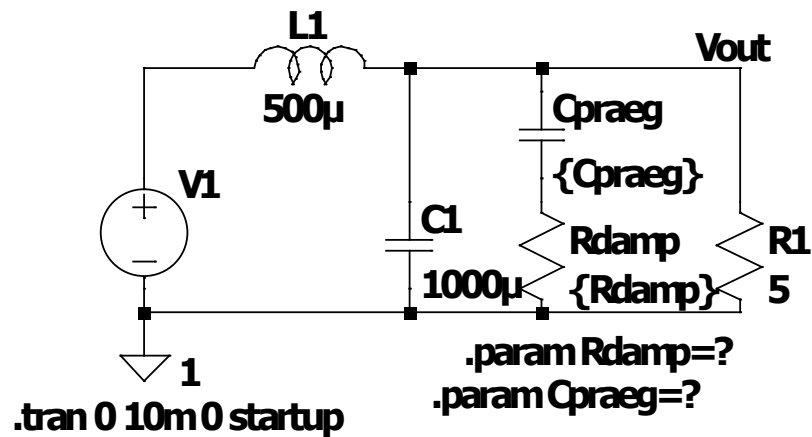 L1
500µ
Vout
Cpraeg
{Cpraeg}
V1
C1
1000µ
Rdamp
{Rdamp}
R1
5
1
.param Rdamp=?
.param Cpraeg=?
.tran 0 10m 0 startup